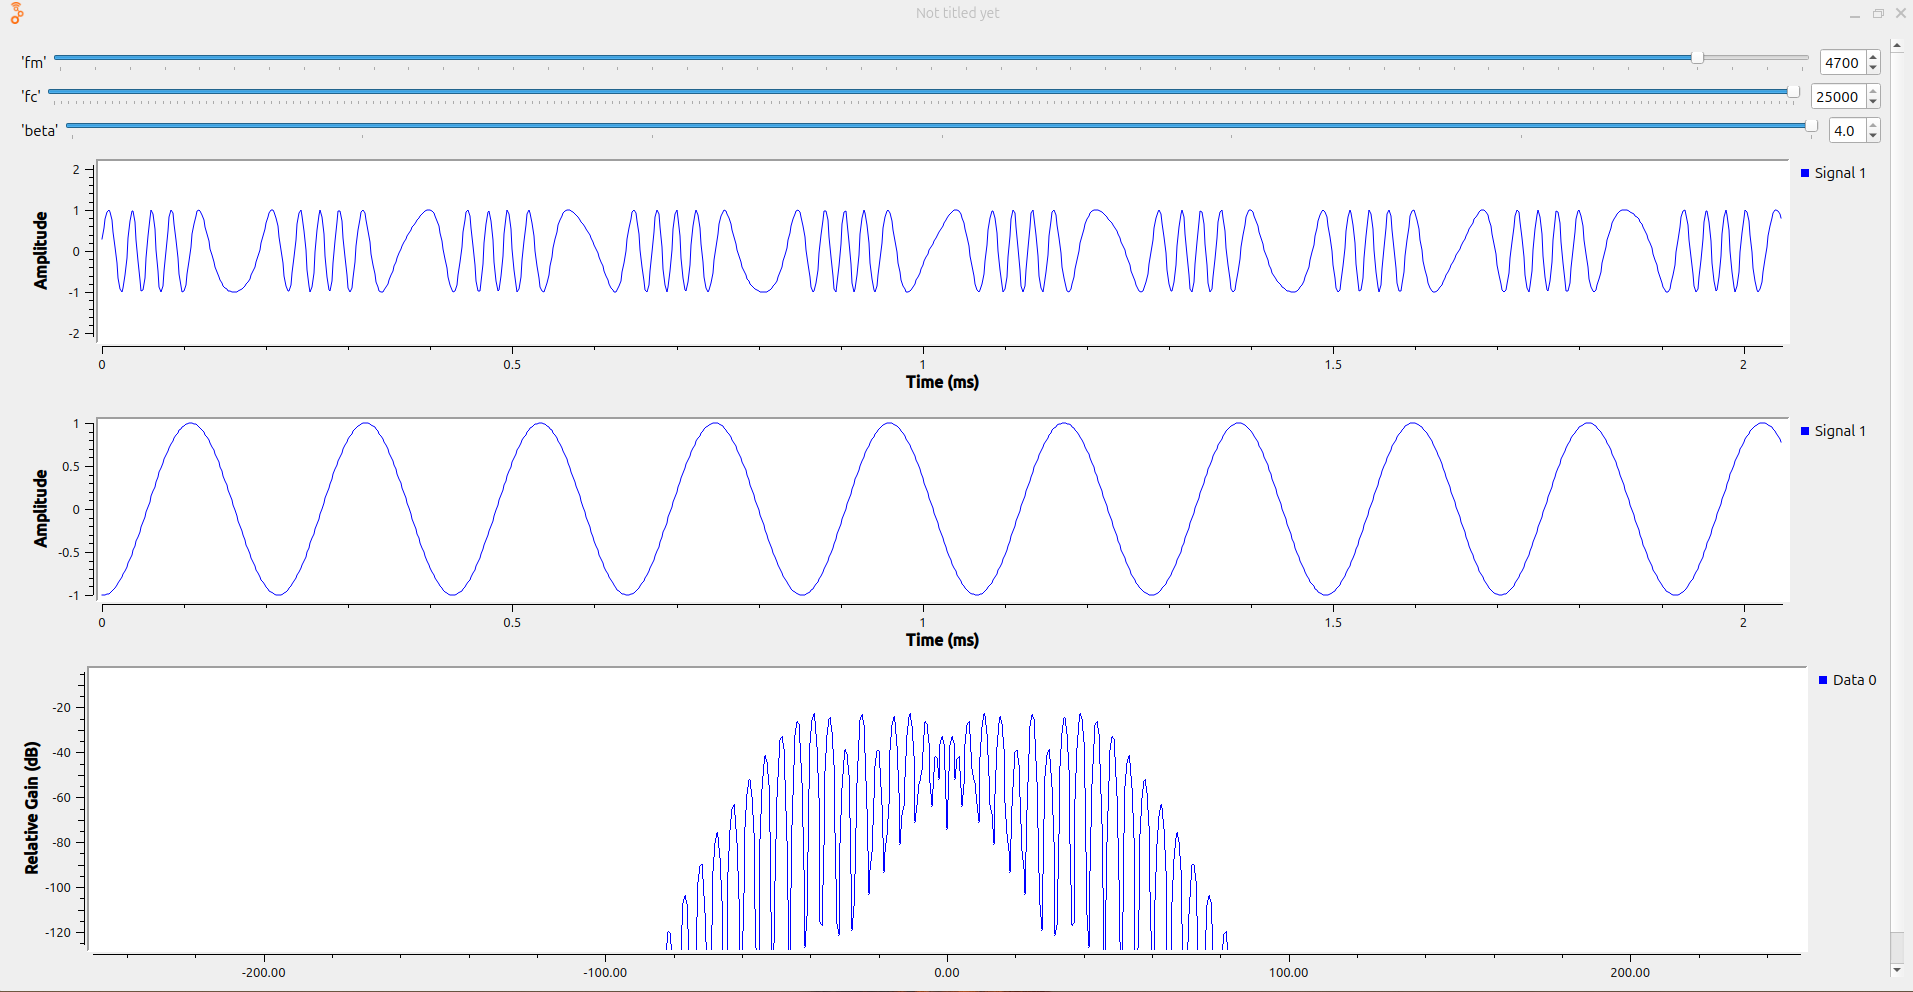 Not titled yet
'fm' 4700
'fc' 25000
'beta' 4.0
2
1
0
-1
-2
Amplitude
Signal 1
0 0.5 1 1.5 2
Time (ms)
1
0.5
0
-0.5
-1
Amplitude
Signal 1
0 0.5 1 1.5 2
Time (ms)
-20
-40
-60
-80
-100
-120
Relative Gain (dB)
Data 0
-200.00 -100.00 0.00 100.00 200.00